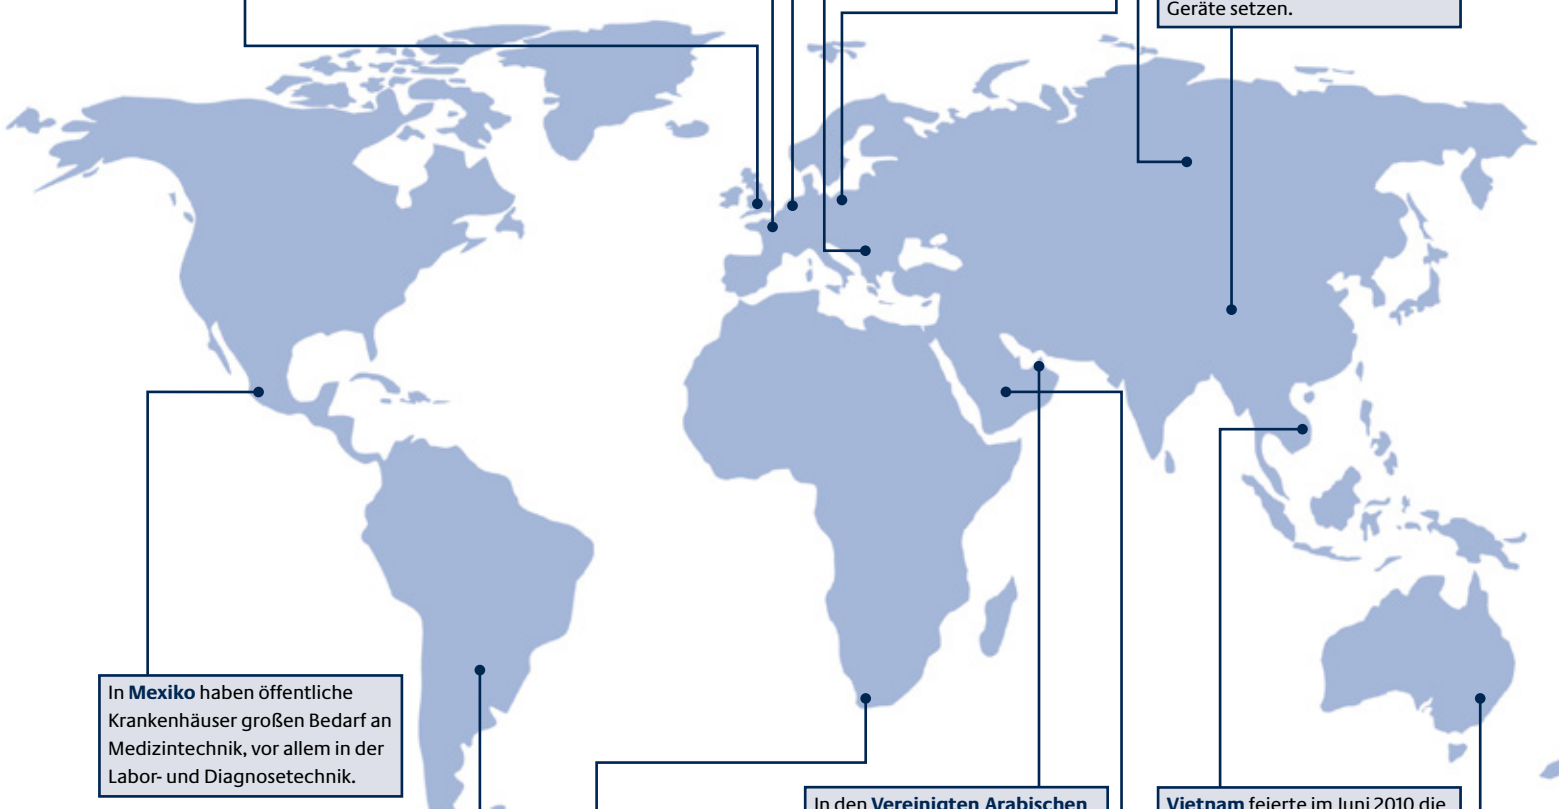 Geräte setzen.
In Mexiko haben öffentliche
Krankenhäuser großen Bedarf an
Medizintechnik, vor allem in der
Labor- und Diagnosetechnik.
In den Vereinigten Arabischen
Vietnam feierte im Juni 2010 die